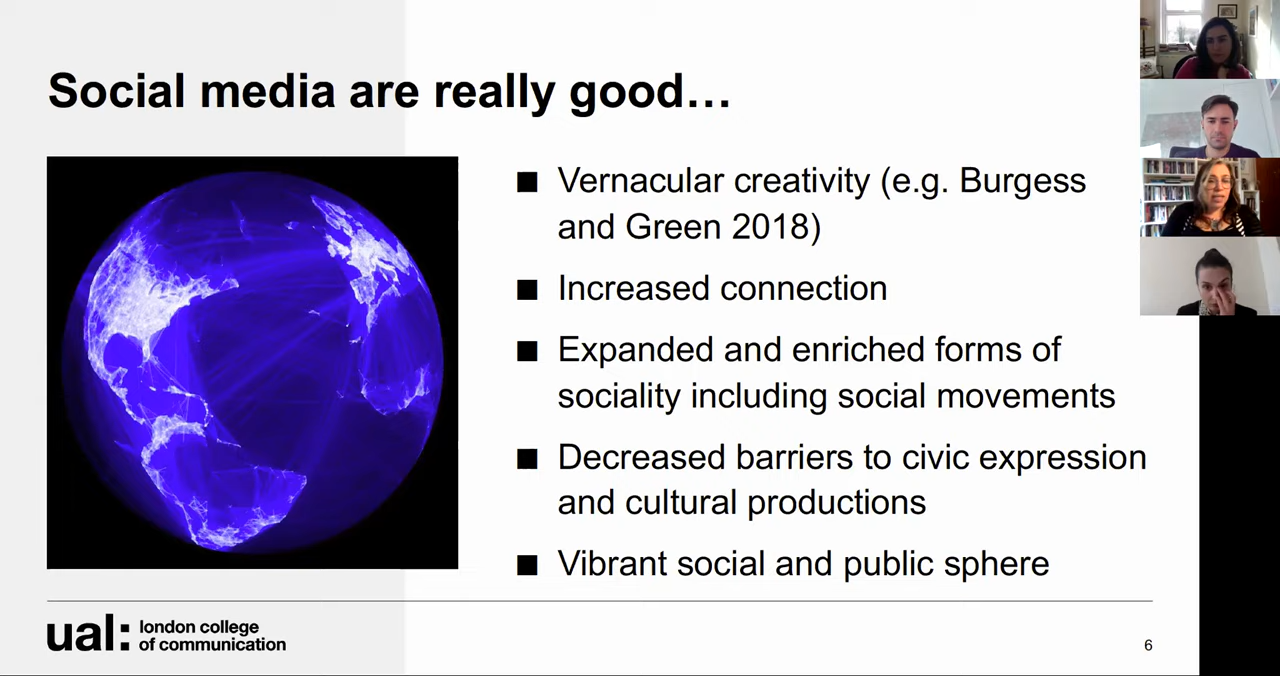 Social media are really good…
■ Vernacular creativity (e.g. Burgess
and Green 2018)
■ Increased connection
■ Expanded and enriched forms of
sociality including social movements
■ Decreased barriers to civic expression
and cultural productions
■ Vibrant social and public sphere
ual: london college
of communication
6